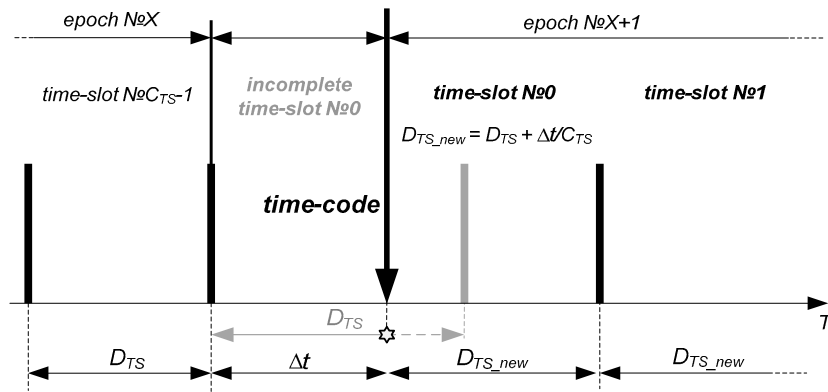 epoch №X
epoch №X+1
time-slot №C_TS-1
incomplete
time-slot №0
time-slot №0
time-slot №1
D_TS_new = D_TS + Δt/C_TS
time-code
D_TS
T
D_TS
Δt
D_TS_new
D_TS_new